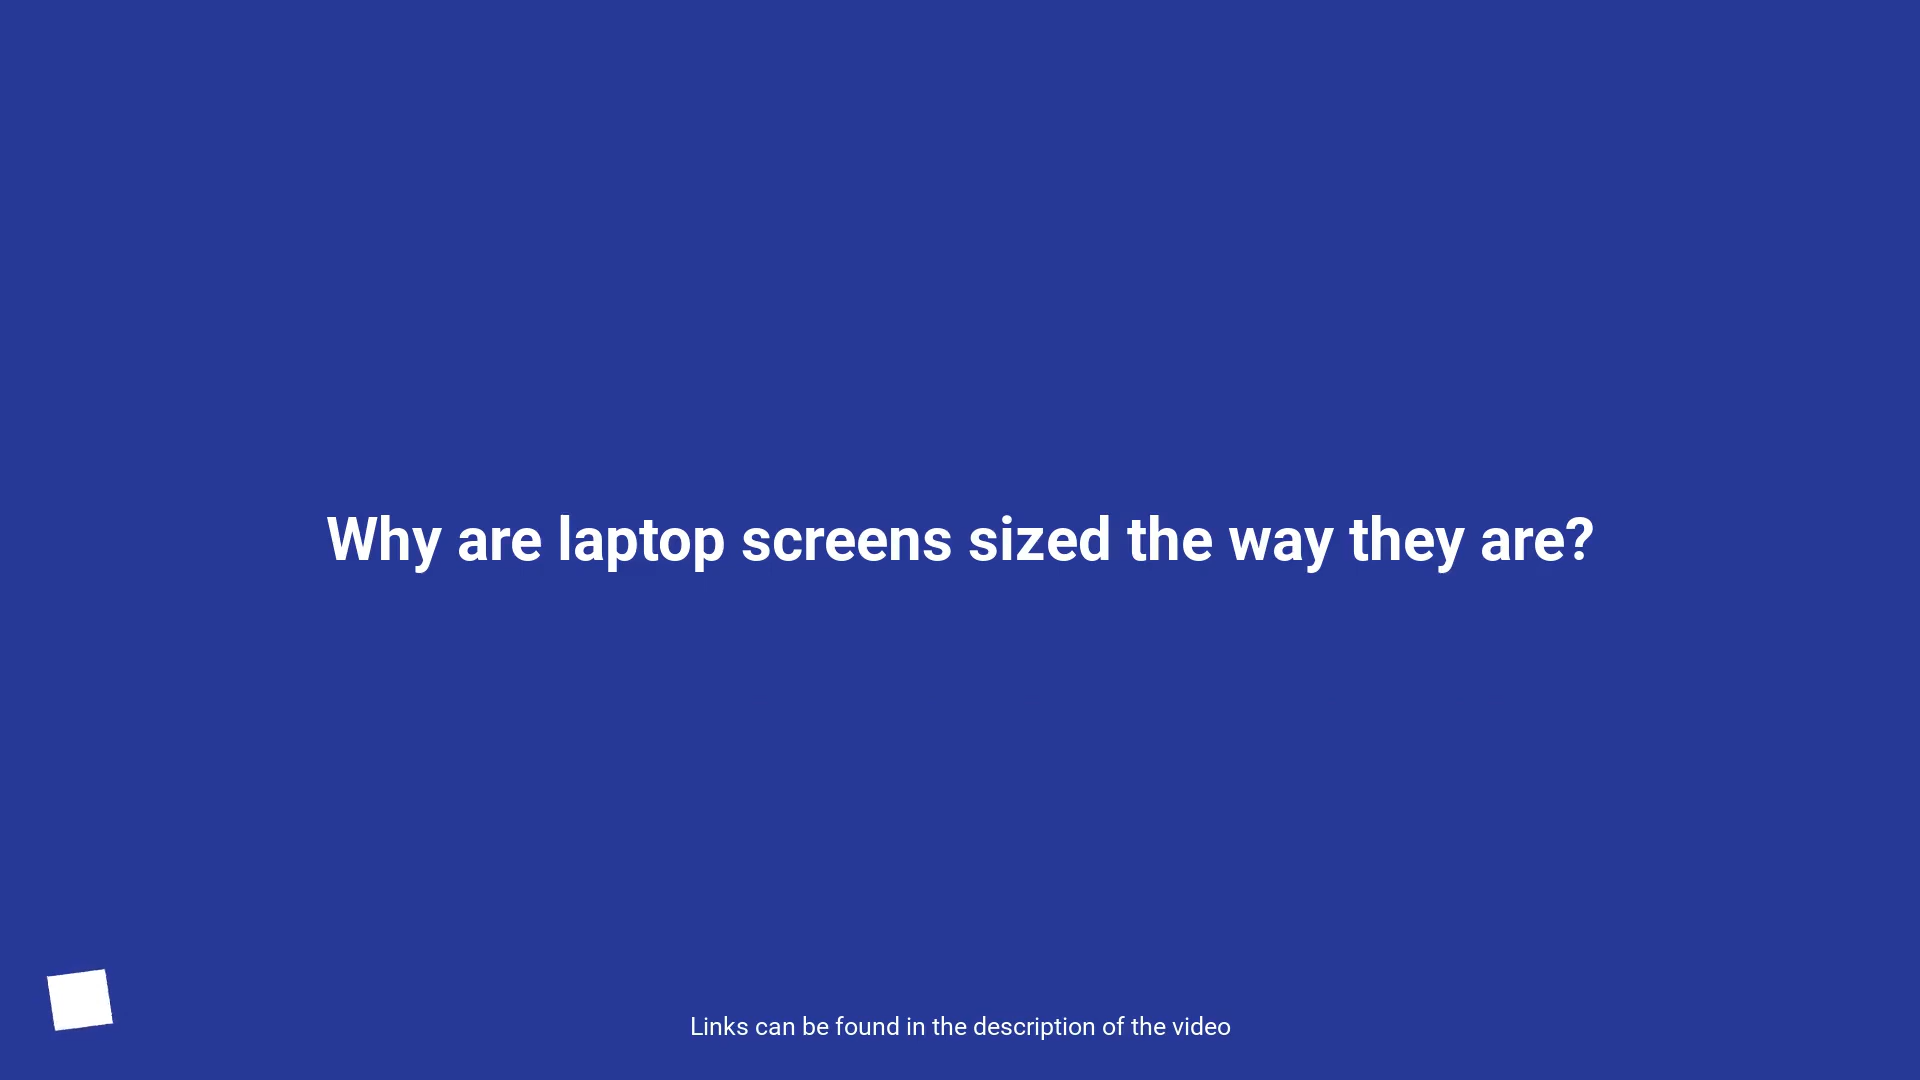 Why are laptop screens sized the way they are?
Links can be found in the description of the video